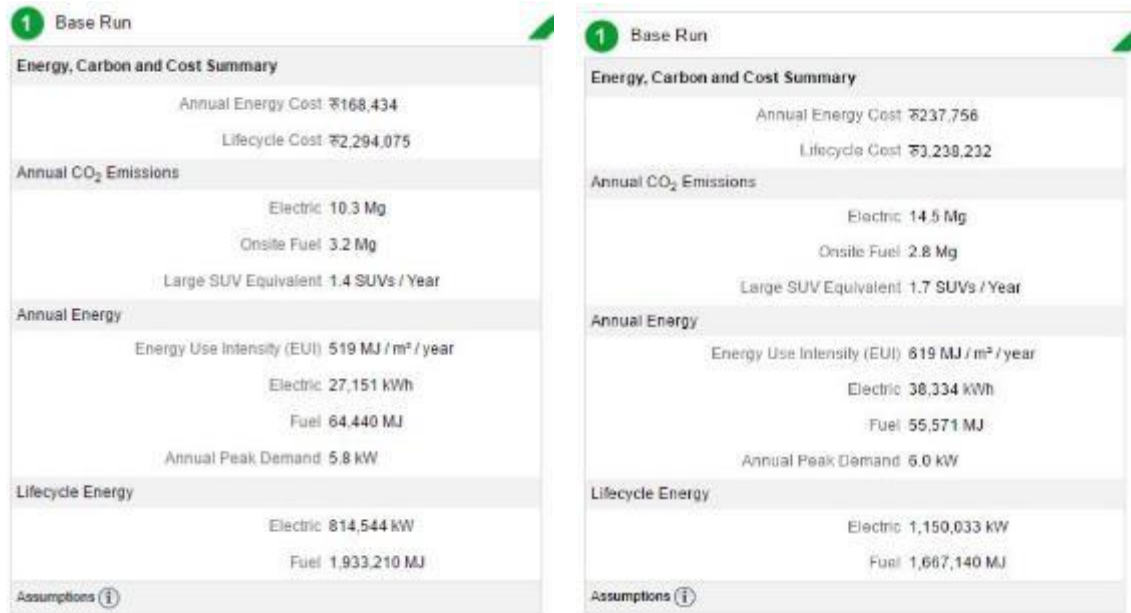 1 Base Run
Energy, Carbon and Cost Summary
Annual Energy Cost ₹168,434
Lifecycle Cost ₹2,294,075
Annual CO₂ Emissions
Electric 10.3 Mg
Onsite Fuel 3.2 Mg
Large SUV Equivalent 1.4 SUVs / Year
Annual Energy
Energy Use Intensity (EUI) 519 MJ / m² / year
Electric 27,151 kWh
Fuel 64,440 MJ
Annual Peak Demand 5.8 kW
Lifecycle Energy
Electric 814,544 kW
Fuel 1,933,210 MJ
Assumptions i
1 Base Run
Energy, Carbon and Cost Summary
Annual Energy Cost ₹237,756
Lifecycle Cost ₹3,238,232
Annual CO₂ Emissions
Electric 14.5 Mg
Onsite Fuel 2.8 Mg
Large SUV Equivalent 1.7 SUVs / Year
Annual Energy
Energy Use Intensity (EUI) 619 MJ / m² / year
Electric 38,334 kWh
Fuel 55,571 MJ
Annual Peak Demand 6.0 kW
Lifecycle Energy
Electric 1,150,033 kW
Fuel 1,667,140 MJ
Assumptions i